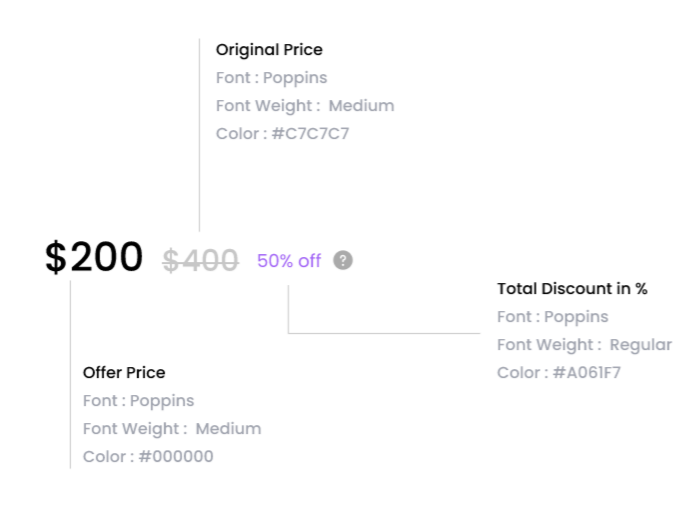 Original Price
Font : Poppins
Font Weight : Medium
Color : #C7C7C7
$200 $400 50% off ?
Total Discount in %
Font : Poppins
Font Weight : Regular
Color : #A061F7
Offer Price
Font : Poppins
Font Weight : Medium
Color : #000000